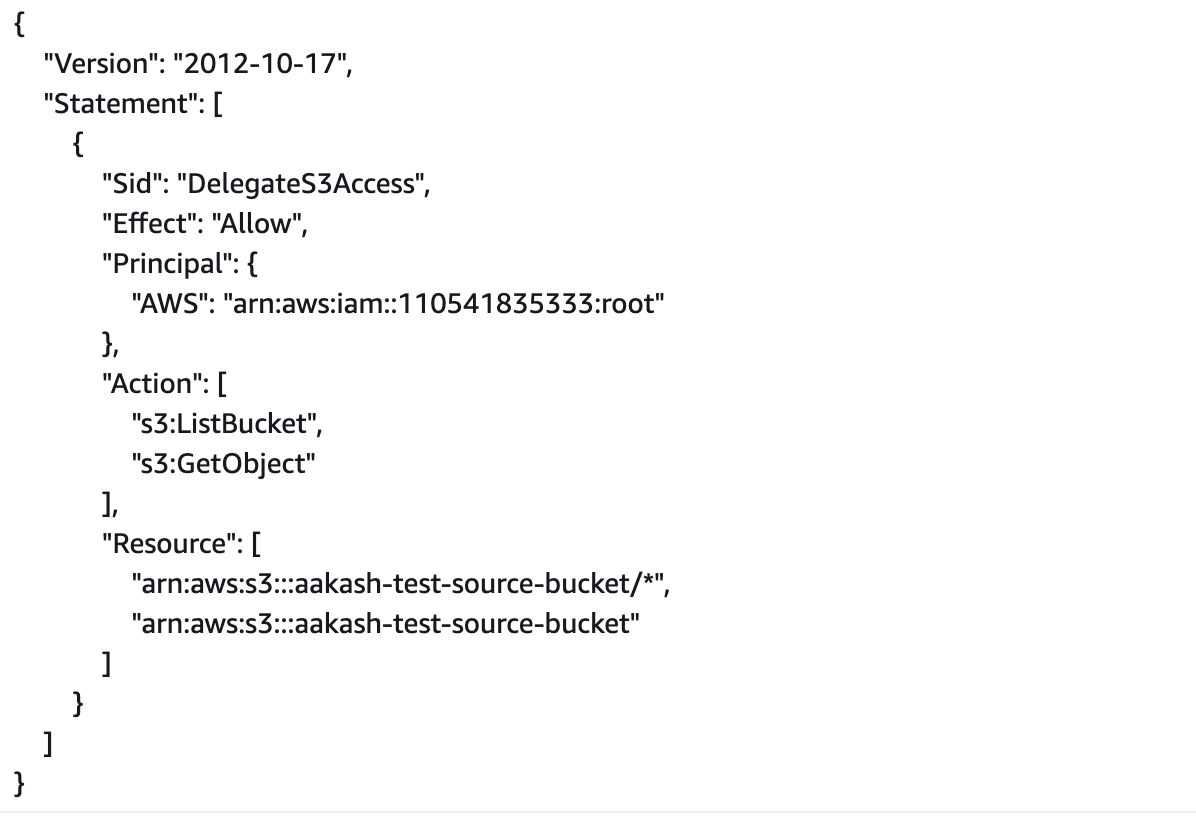 {
"Version": "2012-10-17",
"Statement": [
{
"Sid": "DelegateS3Access",
"Effect": "Allow",
"Principal": {
"AWS": "arn:aws:iam::110541835333:root"
},
"Action": [
"s3:ListBucket",
"s3:GetObject"
],
"Resource": [
"arn:aws:s3:::aakash-test-source-bucket/*",
"arn:aws:s3:::aakash-test-source-bucket"
]
}
]
}